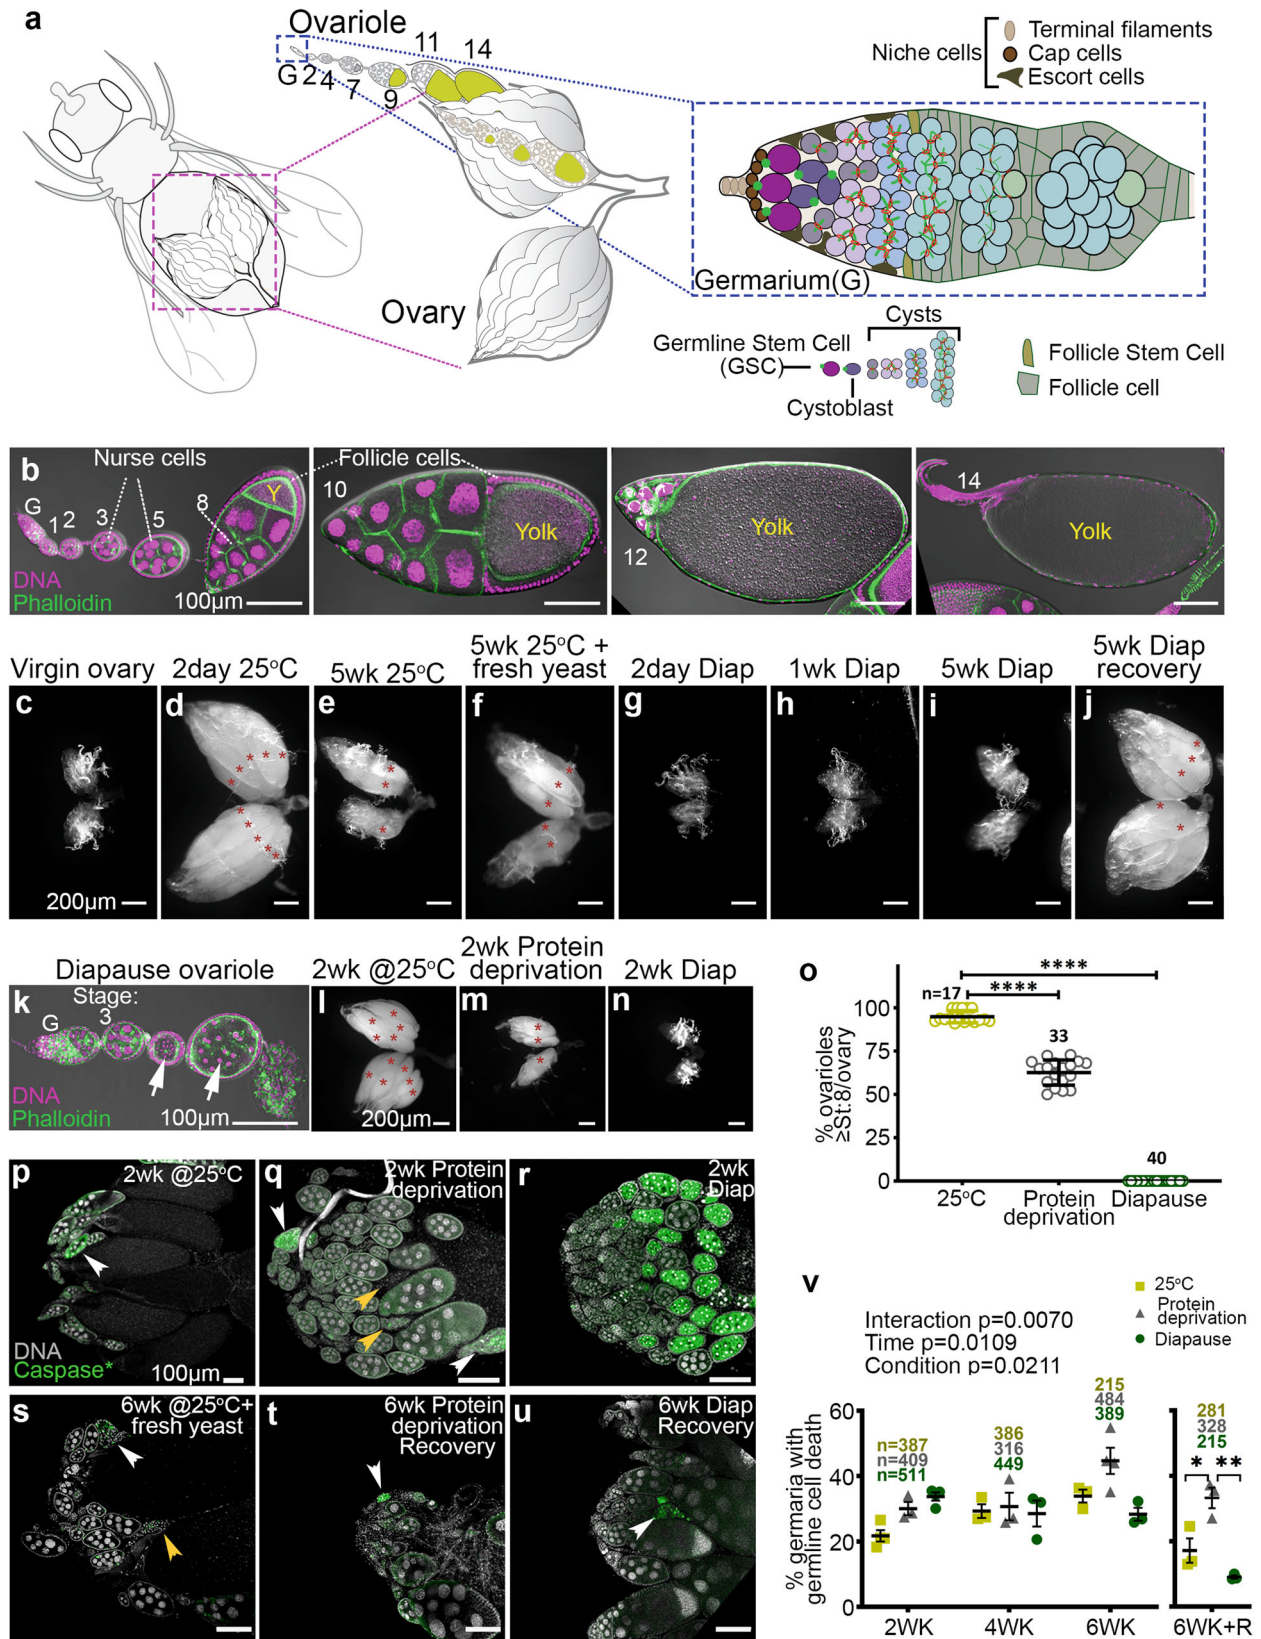 a
Ovariole
11
14
G 2 4
7
9
Niche cells
Terminal filaments
Cap cells
Escort cells
Germarium(G)
Ovary
Cysts
Germline Stem Cell
(GSC)
Cystoblast
Follicle Stem Cell
Follicle cell
b
Nurse cells
Follicle cells
G
1
2
3
5
8
Y
DNA
Phalloidin
100µm
10
Yolk
12
Yolk
14
Yolk
Virgin ovary
2day 25°C
5wk 25°C
5wk 25°C +
fresh yeast
2day Diap
1wk Diap
5wk Diap
5wk Diap
recovery
c
200µm
d
* * * * *
* * * * *
e
* *
*
f
* * *
* *
g
h
i
j
* * *
* *
Diapause ovariole
2wk @25°C
2wk Protein
deprivation
2wk Diap
k
Stage:
3
G
DNA
Phalloidin
100µm
l
200µm
m
n
o
% ovarioles
≥St:8/ovary
100
75
50
25
0
n=17
33
40
****
****
25°C
Protein
deprivation
Diapause
p
2wk @25°C
DNA
Caspase*
100µm
q
2wk Protein
deprivation
r
2wk
Diap
s
6wk @25°C+
fresh yeast
t
6wk Protein
deprivation
Recovery
u
6wk Diap
Recovery
v
25°C
Protein
deprivation
Diapause
Interaction p=0.0070
Time p=0.0109
Condition p=0.0211
% germaria with
germline cell death
60
40
20
0
n=387
n=409
n=511
386
316
449
215
484
389
281
328
215
* **
2WK
4WK
6WK
6WK+R